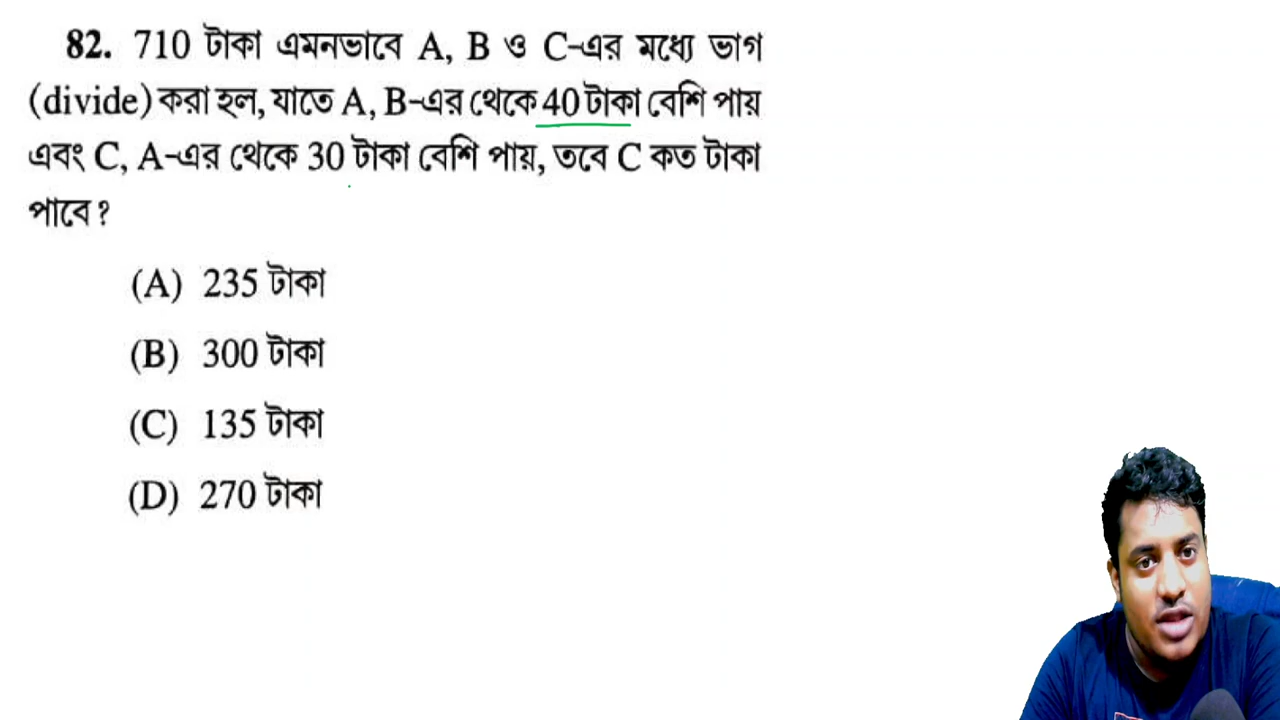 82. 710 টাকা এমনভাবে A, B ও C-এর মধ্যে ভাগ
(divide) করা হল, যাতে A, B-এর থেকে 40 টাকা বেশি পায়
এবং C, A-এর থেকে 30 টাকা বেশি পায়, তবে C কত টাকা
পাবে?
(A) 235 টাকা
(B) 300 টাকা
(C) 135 টাকা
(D) 270 টাকা